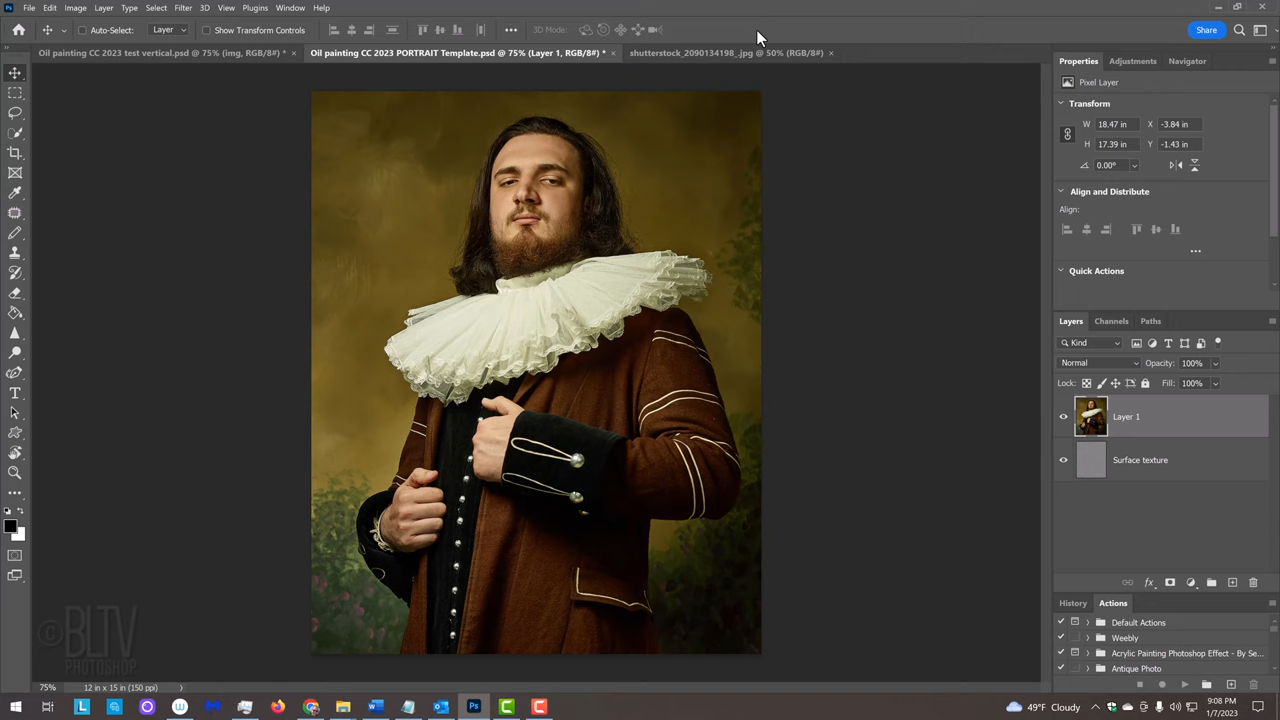 Ps File Edit Image Layer Type Select Filter 3D View Plugins Window Help
Auto-Select: Layer Show Transform Controls 3D Mode: Share
Oil painting CC 2023 test vertical.psd @ 75% (img, RGB/8#) * × Oil painting CC 2023 PORTRAIT Template.psd @ 75% (Layer 1, RGB/8#) * × shutterstock_2090134198_.jpg @ 50% (RGB/8#) ×
Properties Adjustments Navigator
Pixel Layer
Transform
W 18.47 in X -3.84 in
H 17.39 in Y -1.43 in
0.00°
Align and Distribute
Align:
Quick Actions
Layers Channels Paths
Kind
Normal Opacity: 100%
Lock: Fill: 100%
Layer 1
Surface texture
fx
History Actions
Default Actions
Weebly
Acrylic Painting Photoshop Effect - By Se...
Antique Photo
©BLTV
PHOTOSHOP
75% 12 in x 15 in (150 ppi)
49°F Cloudy
9:08 PM
1/7/2023